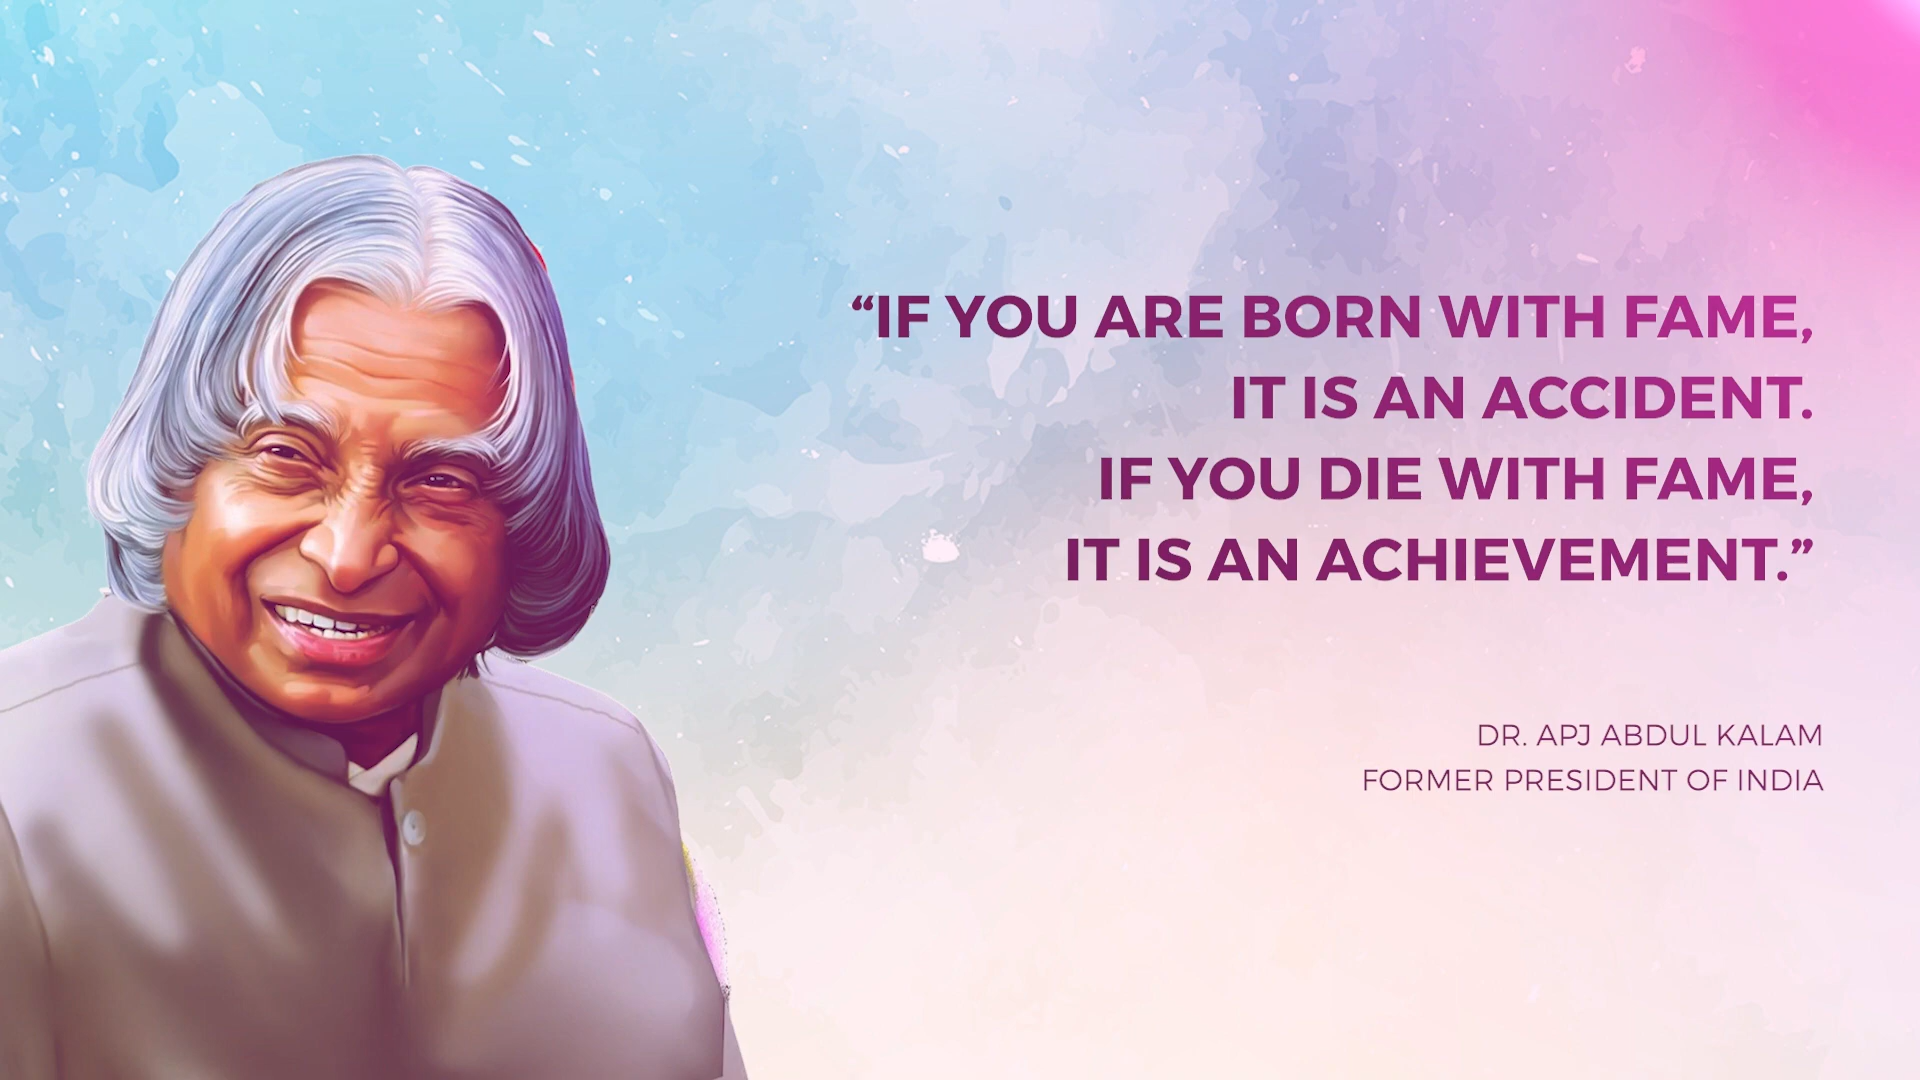 “IF YOU ARE BORN WITH FAME,
IT IS AN ACCIDENT.
IF YOU DIE WITH FAME,
IT IS AN ACHIEVEMENT.”
DR. APJ ABDUL KALAM
FORMER PRESIDENT OF INDIA